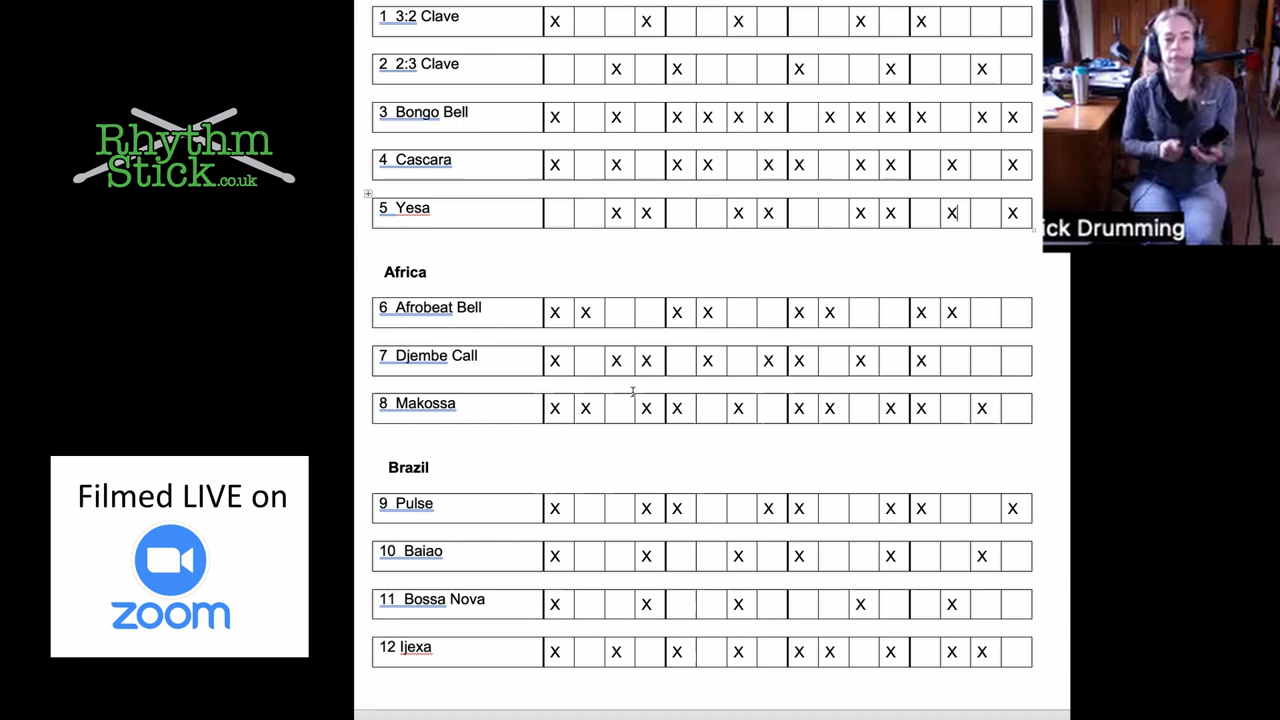 1 3:2 Clave x x x x x
2 2:3 Clave x x x x x
3 Bongo Bell x x x x x x x x x x x x
4 Cascara x x x x x x x x x x
5 Yesa x x x x x x x x
Africa
6 Afrobeat Bell x x x x x x x x
7 Djembe Call x x x x x x x x
8 Makossa x x x x x x x x x x
Brazil
9 Pulse x x x x x x x x
10 Baiao x x x x x x
11 Bossa Nova x x x x x
12 Ijexa x x x x x x x x x
Rhythm
Stick.co.uk
Filmed LIVE on
zoom
ick Drumming